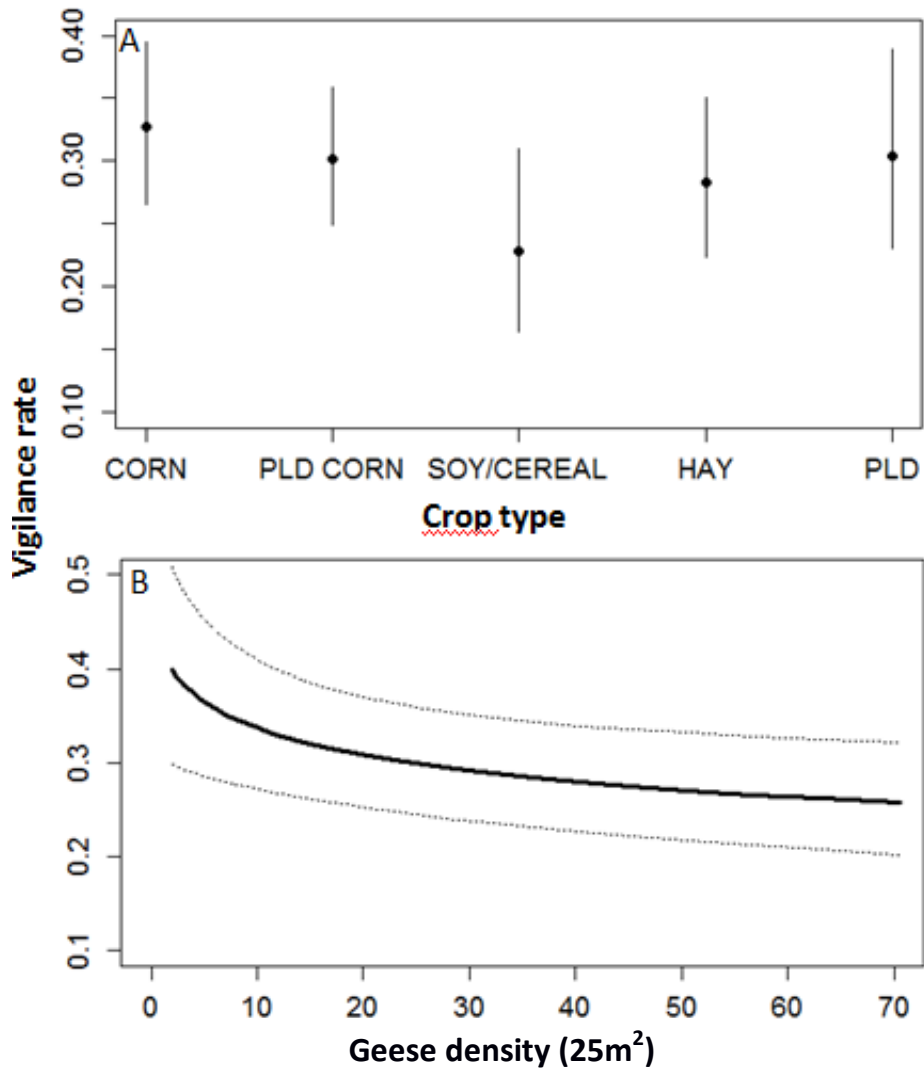 A
0.40
0.30
0.20
0.10
CORN PLD CORN SOY/CEREAL HAY PLD
Crop type
Vigilance rate
B
0.5
0.4
0.3
0.2
0.1
0 10 20 30 40 50 60 70
Geese density (25m²)